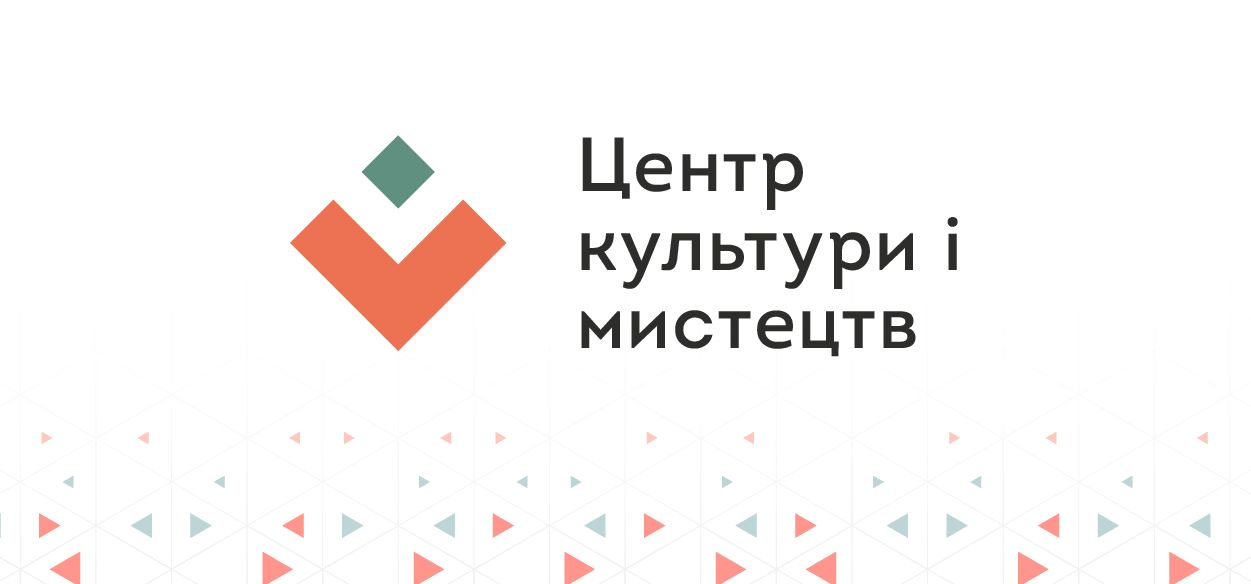 Центр
культури і
мистецтв